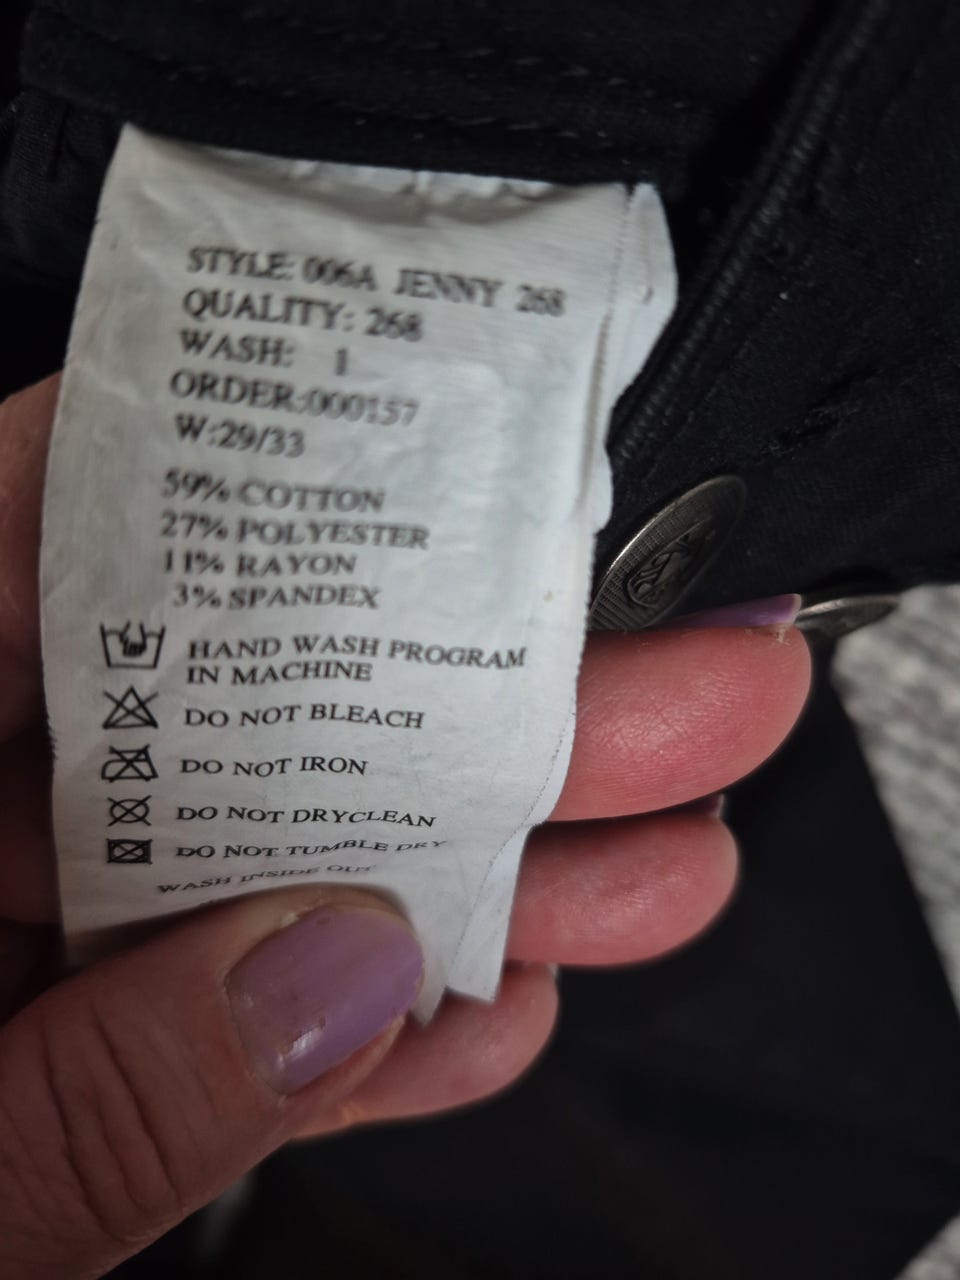 STYLE: 006A JENNY 268
QUALITY: 268
WASH: 1
ORDER:000157
W:29/33
59% COTTON
27% POLYESTER
11% RAYON
3% SPANDEX
HAND WASH PROGRAM
IN MACHINE
DO NOT BLEACH
DO NOT IRON
DO NOT DRYCLEAN
DO NOT TUMBLE DRY
WASH INSIDE OUT